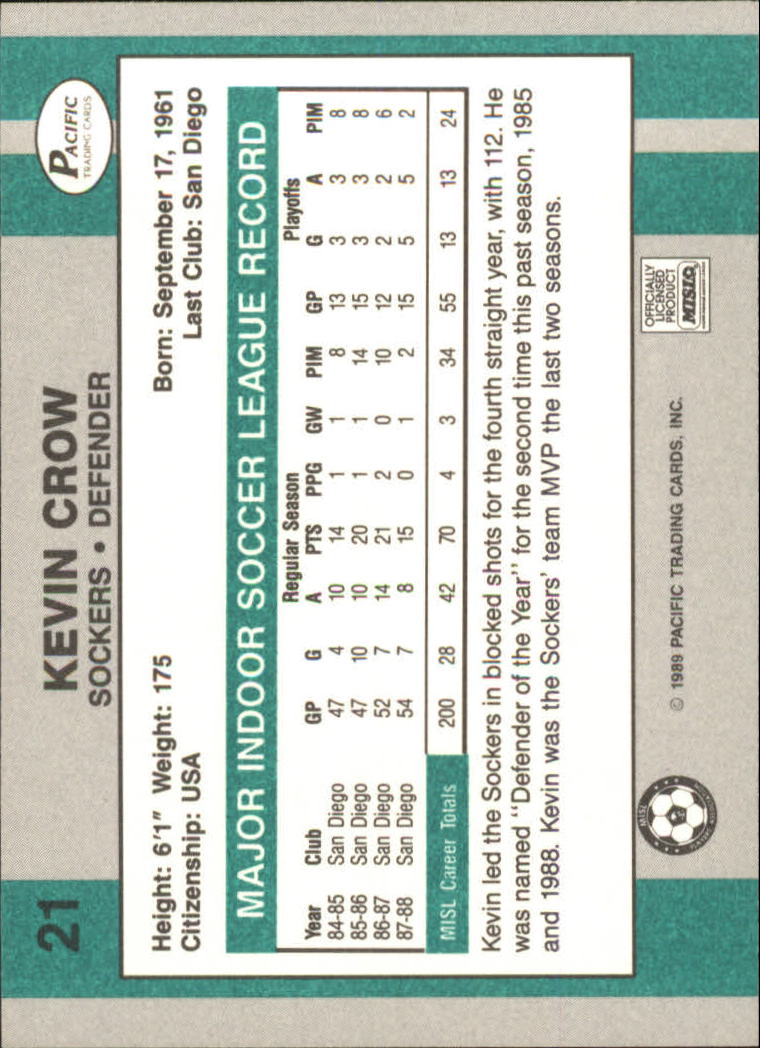 21
KEVIN CROW
SOCKERS • DEFENDER
PACIFIC
TRADING CARDS
Height: 6'1" Weight: 175 Born: September 17, 1961
Citizenship: USA Last Club: San Diego
MAJOR INDOOR SOCCER LEAGUE RECORD
Regular Season Playoffs
Year Club GP G A PTS PPG GW PIM GP G A PIM
84-85 San Diego 47 4 10 14 1 1 8 13 3 3 8
85-86 San Diego 47 10 10 20 1 1 14 15 3 3 8
86-87 San Diego 52 7 14 21 2 0 10 12 2 2 6
87-88 San Diego 54 7 8 15 0 1 2 15 5 5 2
MISL Career Totals 200 28 42 70 4 3 34 55 13 13 24
Kevin led the Sockers in blocked shots for the fourth straight year, with 112. He
was named "Defender of the Year" for the second time this past season, 1985
and 1988. Kevin was the Sockers' team MVP the last two seasons.
MISL
PLAYERS
© 1989 PACIFIC TRADING CARDS, INC.
OFFICIALLY
LICENSED
PRODUCT
MISL